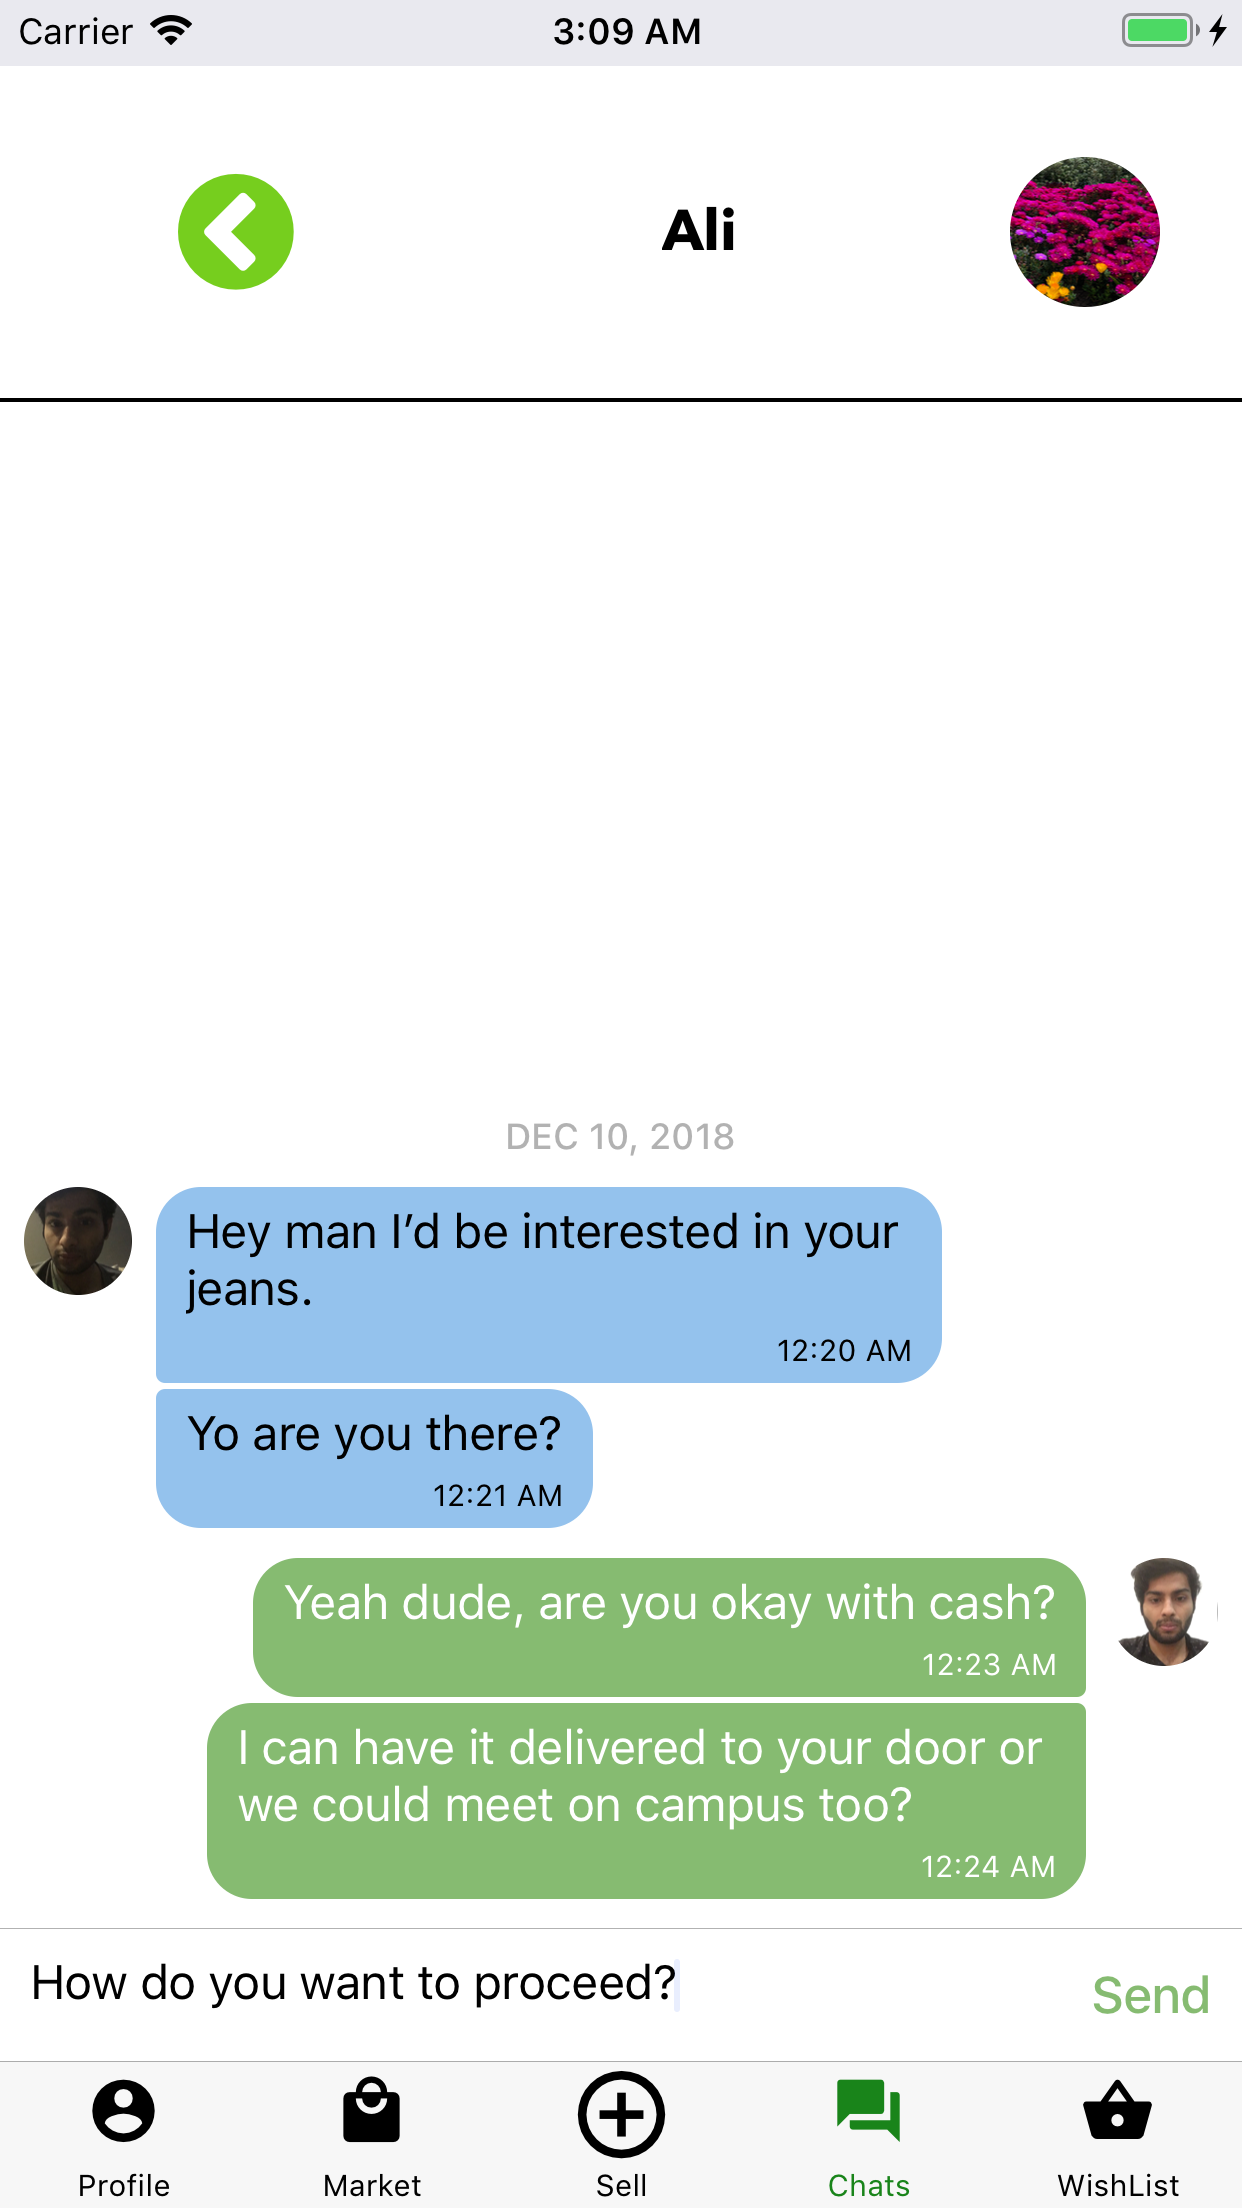 Carrier 3:09 AM
Ali
DEC 10, 2018
Hey man I’d be interested in your
jeans.
12:20 AM
Yo are you there?
12:21 AM
Yeah dude, are you okay with cash?
12:23 AM
I can have it delivered to your door or
we could meet on campus too?
12:24 AM
How do you want to proceed?
Send
Profile Market Sell Chats WishList